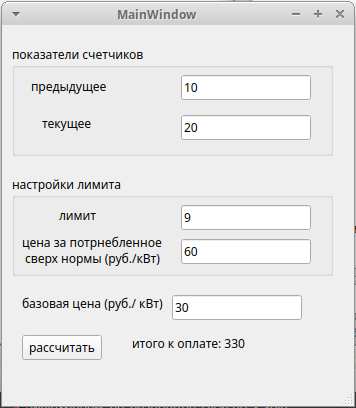 MainWindow
показатели счетчиков
предыдущее 10
текущее 20
настройки лимита
лимит 9
цена за потрнебленное
сверх нормы (руб./кВт) 60
базовая цена (руб./ кВт) 30
рассчитать итого к оплате: 330